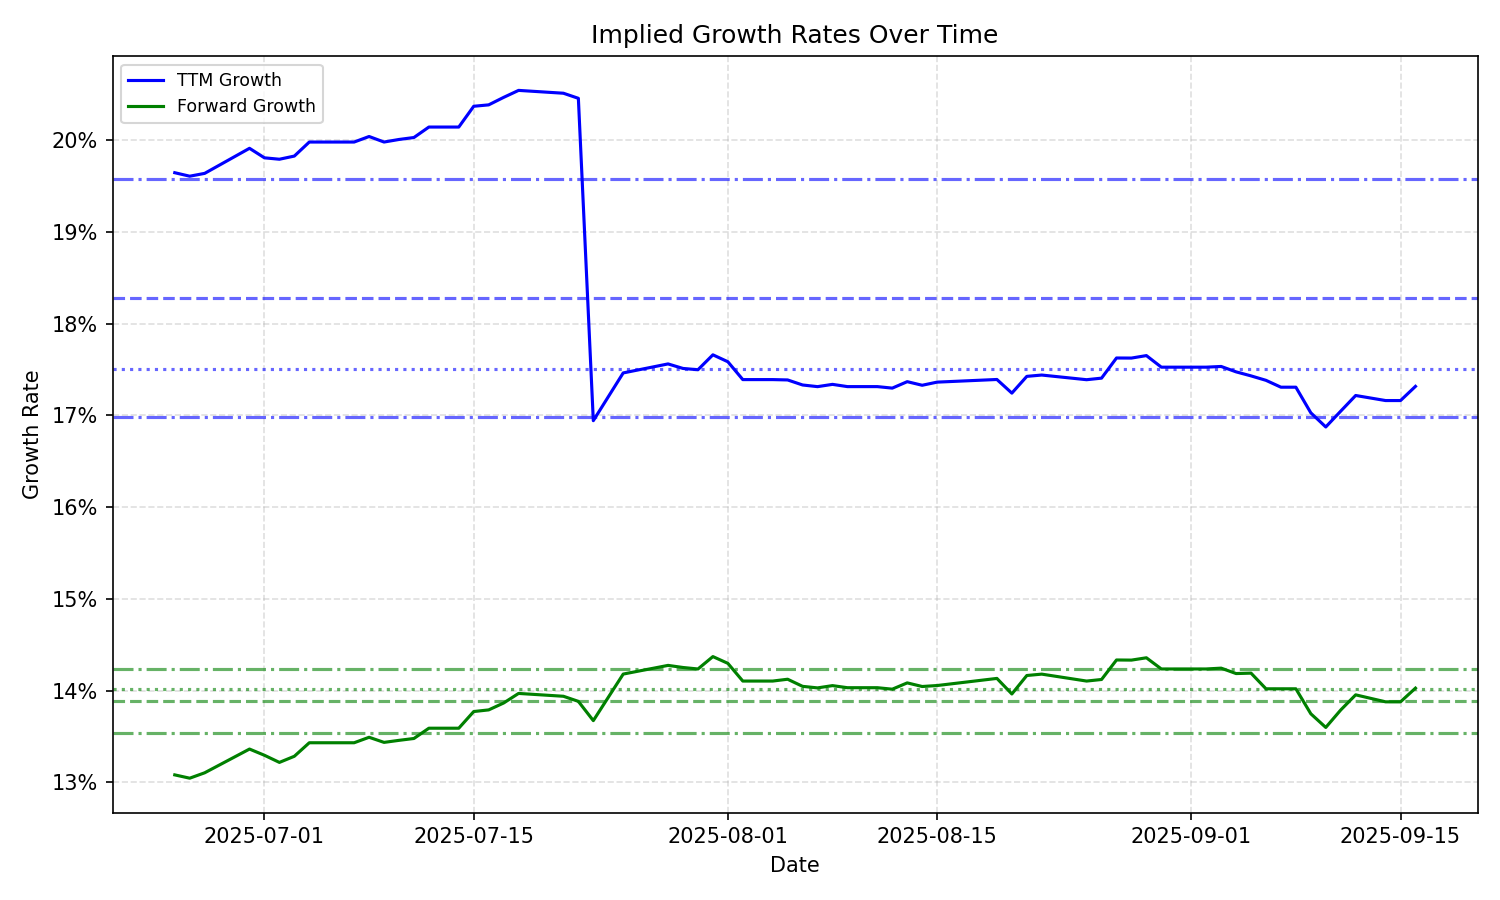 Implied Growth Rates Over Time
TTM Growth
Forward Growth
20%
19%
18%
17%
16%
15%
14%
13%
Growth Rate
2025-07-01
2025-07-15
2025-08-01
2025-08-15
2025-09-01
2025-09-15
Date